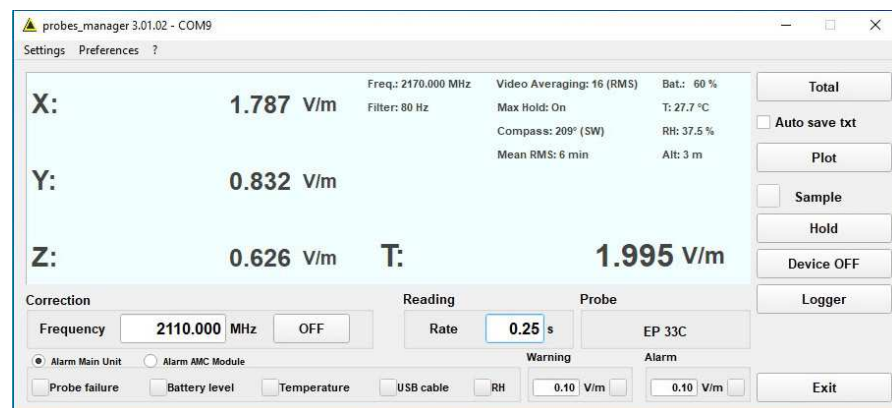 probes_manager 3.01.02 - COM9
Settings Preferences ?
X: 1.787 V/m
Freq.: 2170.000 MHz Video Averaging: 16 (RMS) Bat.: 60 %
Filter: 80 Hz Max Hold: On T: 27.7 °C
Compass: 209° (SW) RH: 37.5 %
Mean RMS: 6 min Alt: 3 m
Y: 0.832 V/m
Z: 0.626 V/m T: 1.995 V/m
Total
Auto save txt
Plot
Sample
Hold
Device OFF
Logger
Correction Reading Probe
Frequency 2110.000 MHz OFF Rate 0.25 s EP 33C
Alarm Main Unit Alarm AMC Module Warning Alarm
Probe failure Battery level Temperature USB cable RH 0.10 V/m 0.10 V/m
Exit